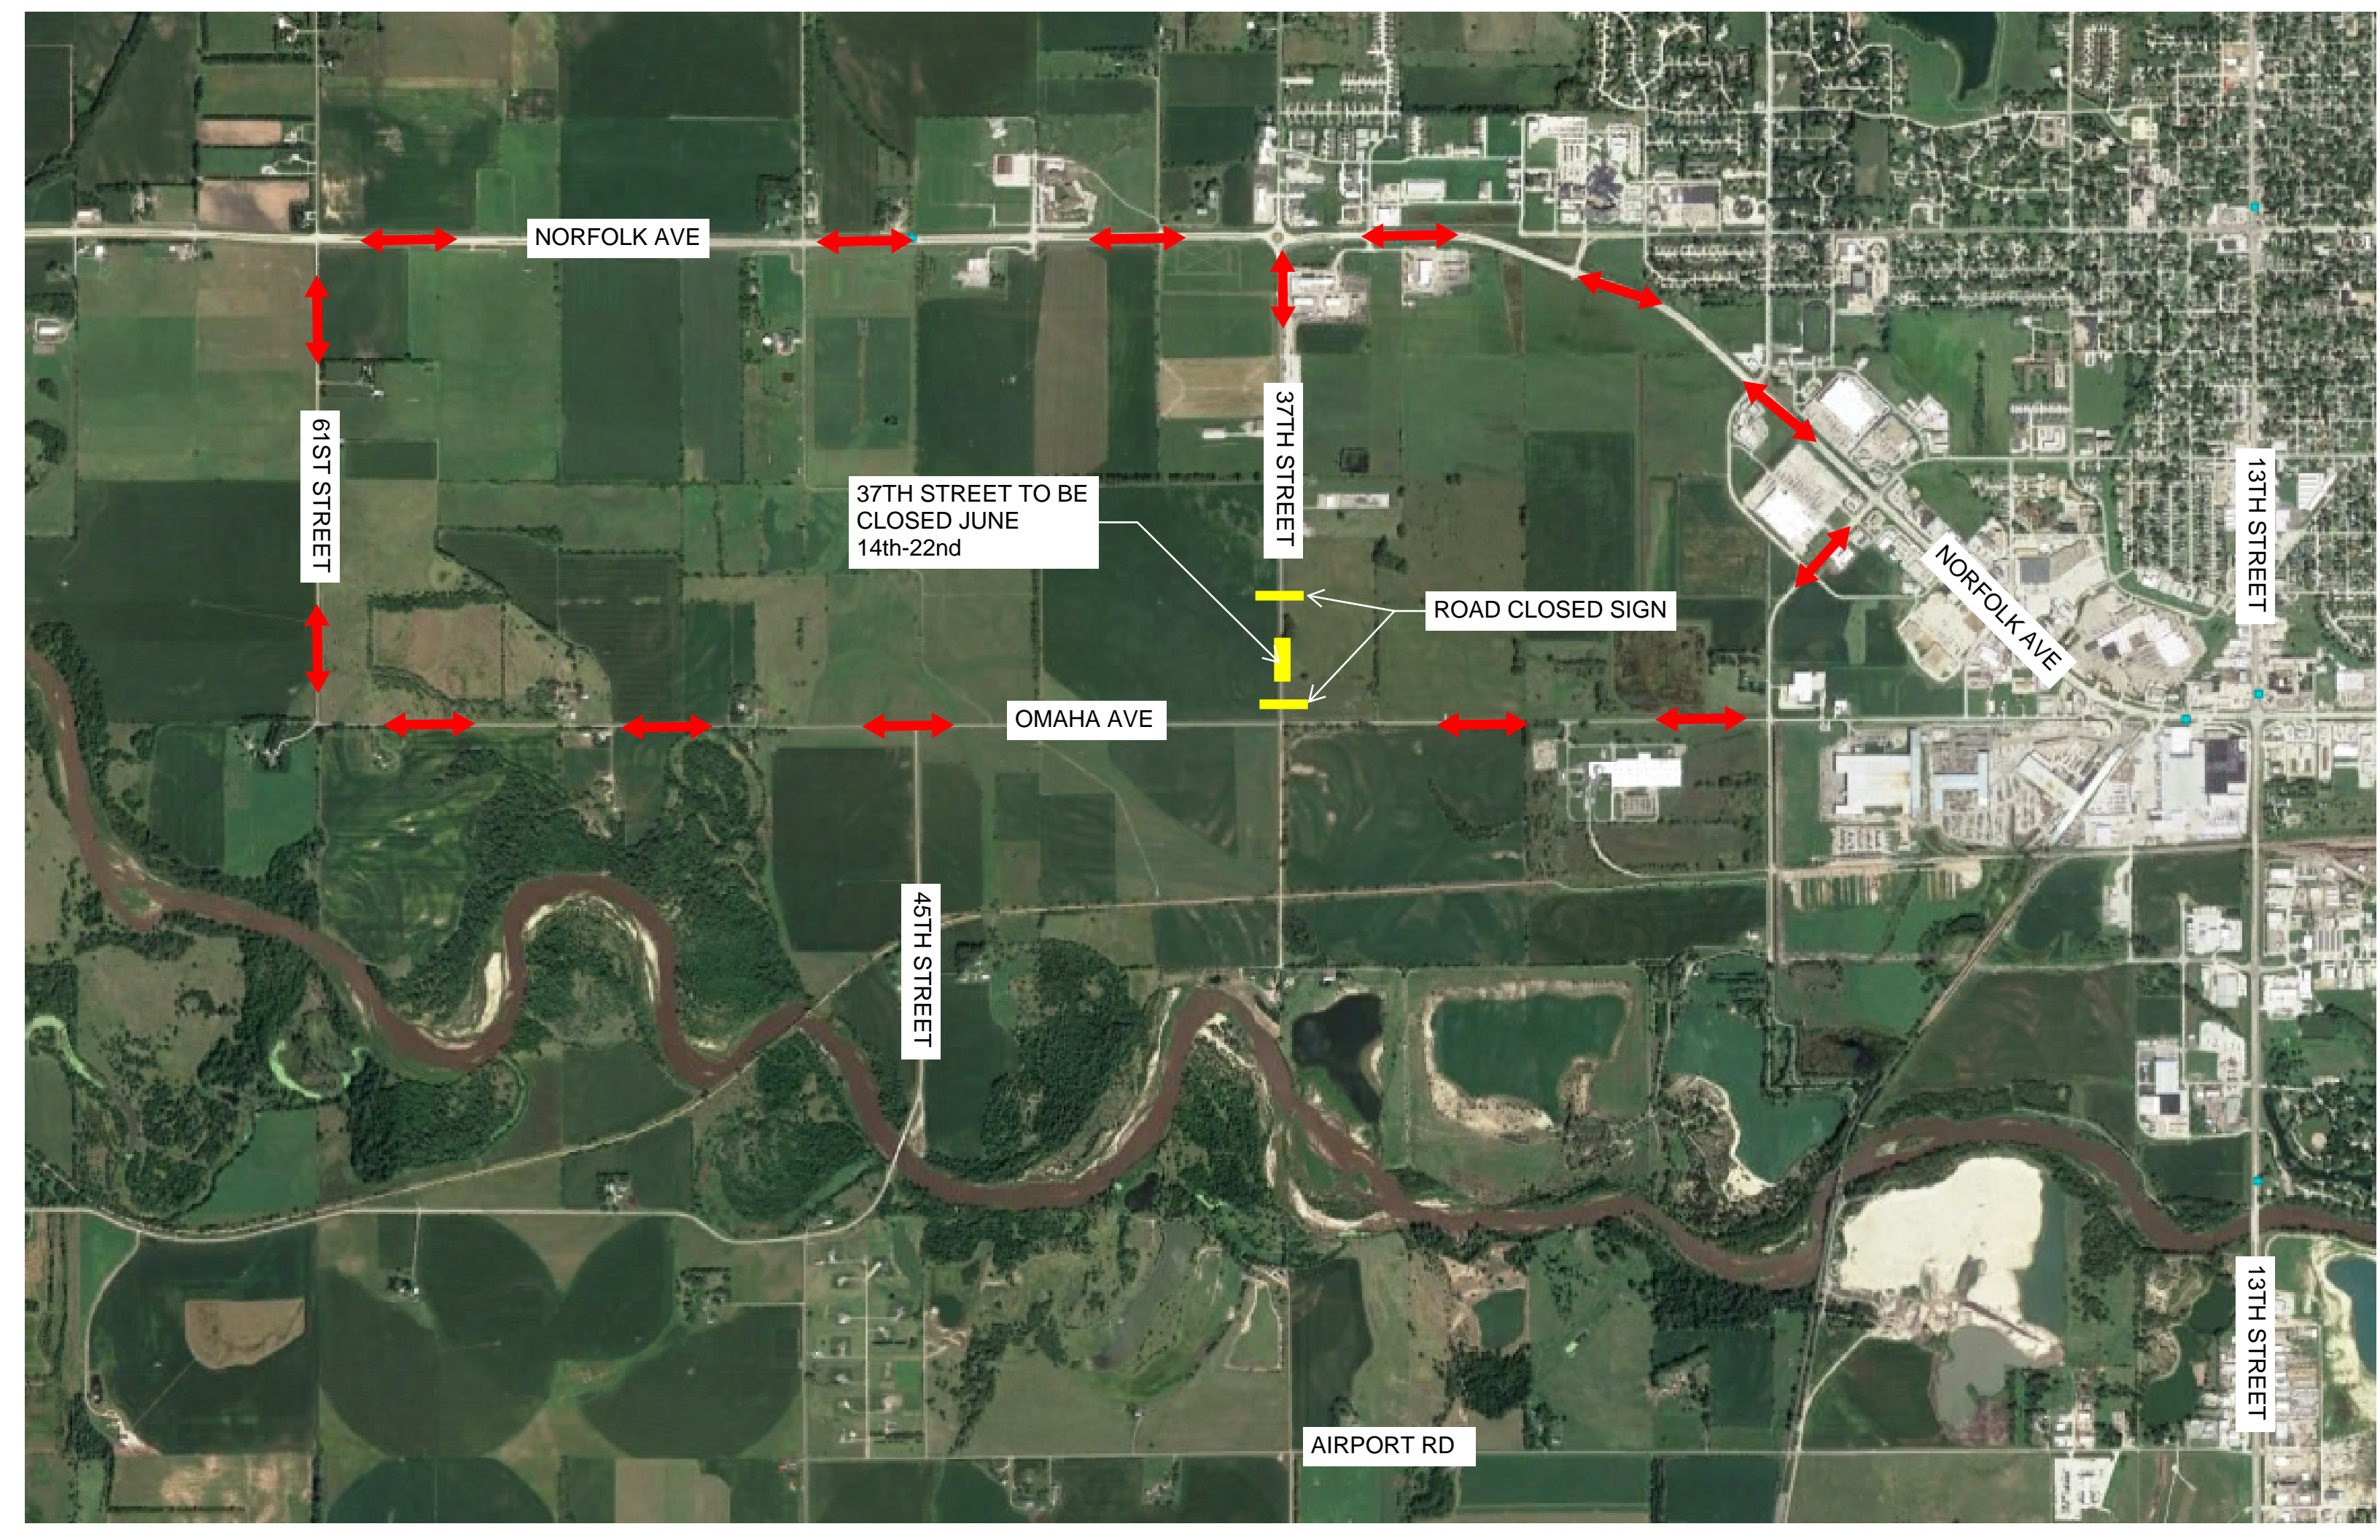 NORFOLK AVE
61ST STREET
37TH STREET
37TH STREET TO BE
CLOSED JUNE
14th-22nd
13TH STREET
NORFOLK AVE
ROAD CLOSED SIGN
OMAHA AVE
45TH STREET
13TH STREET
AIRPORT RD